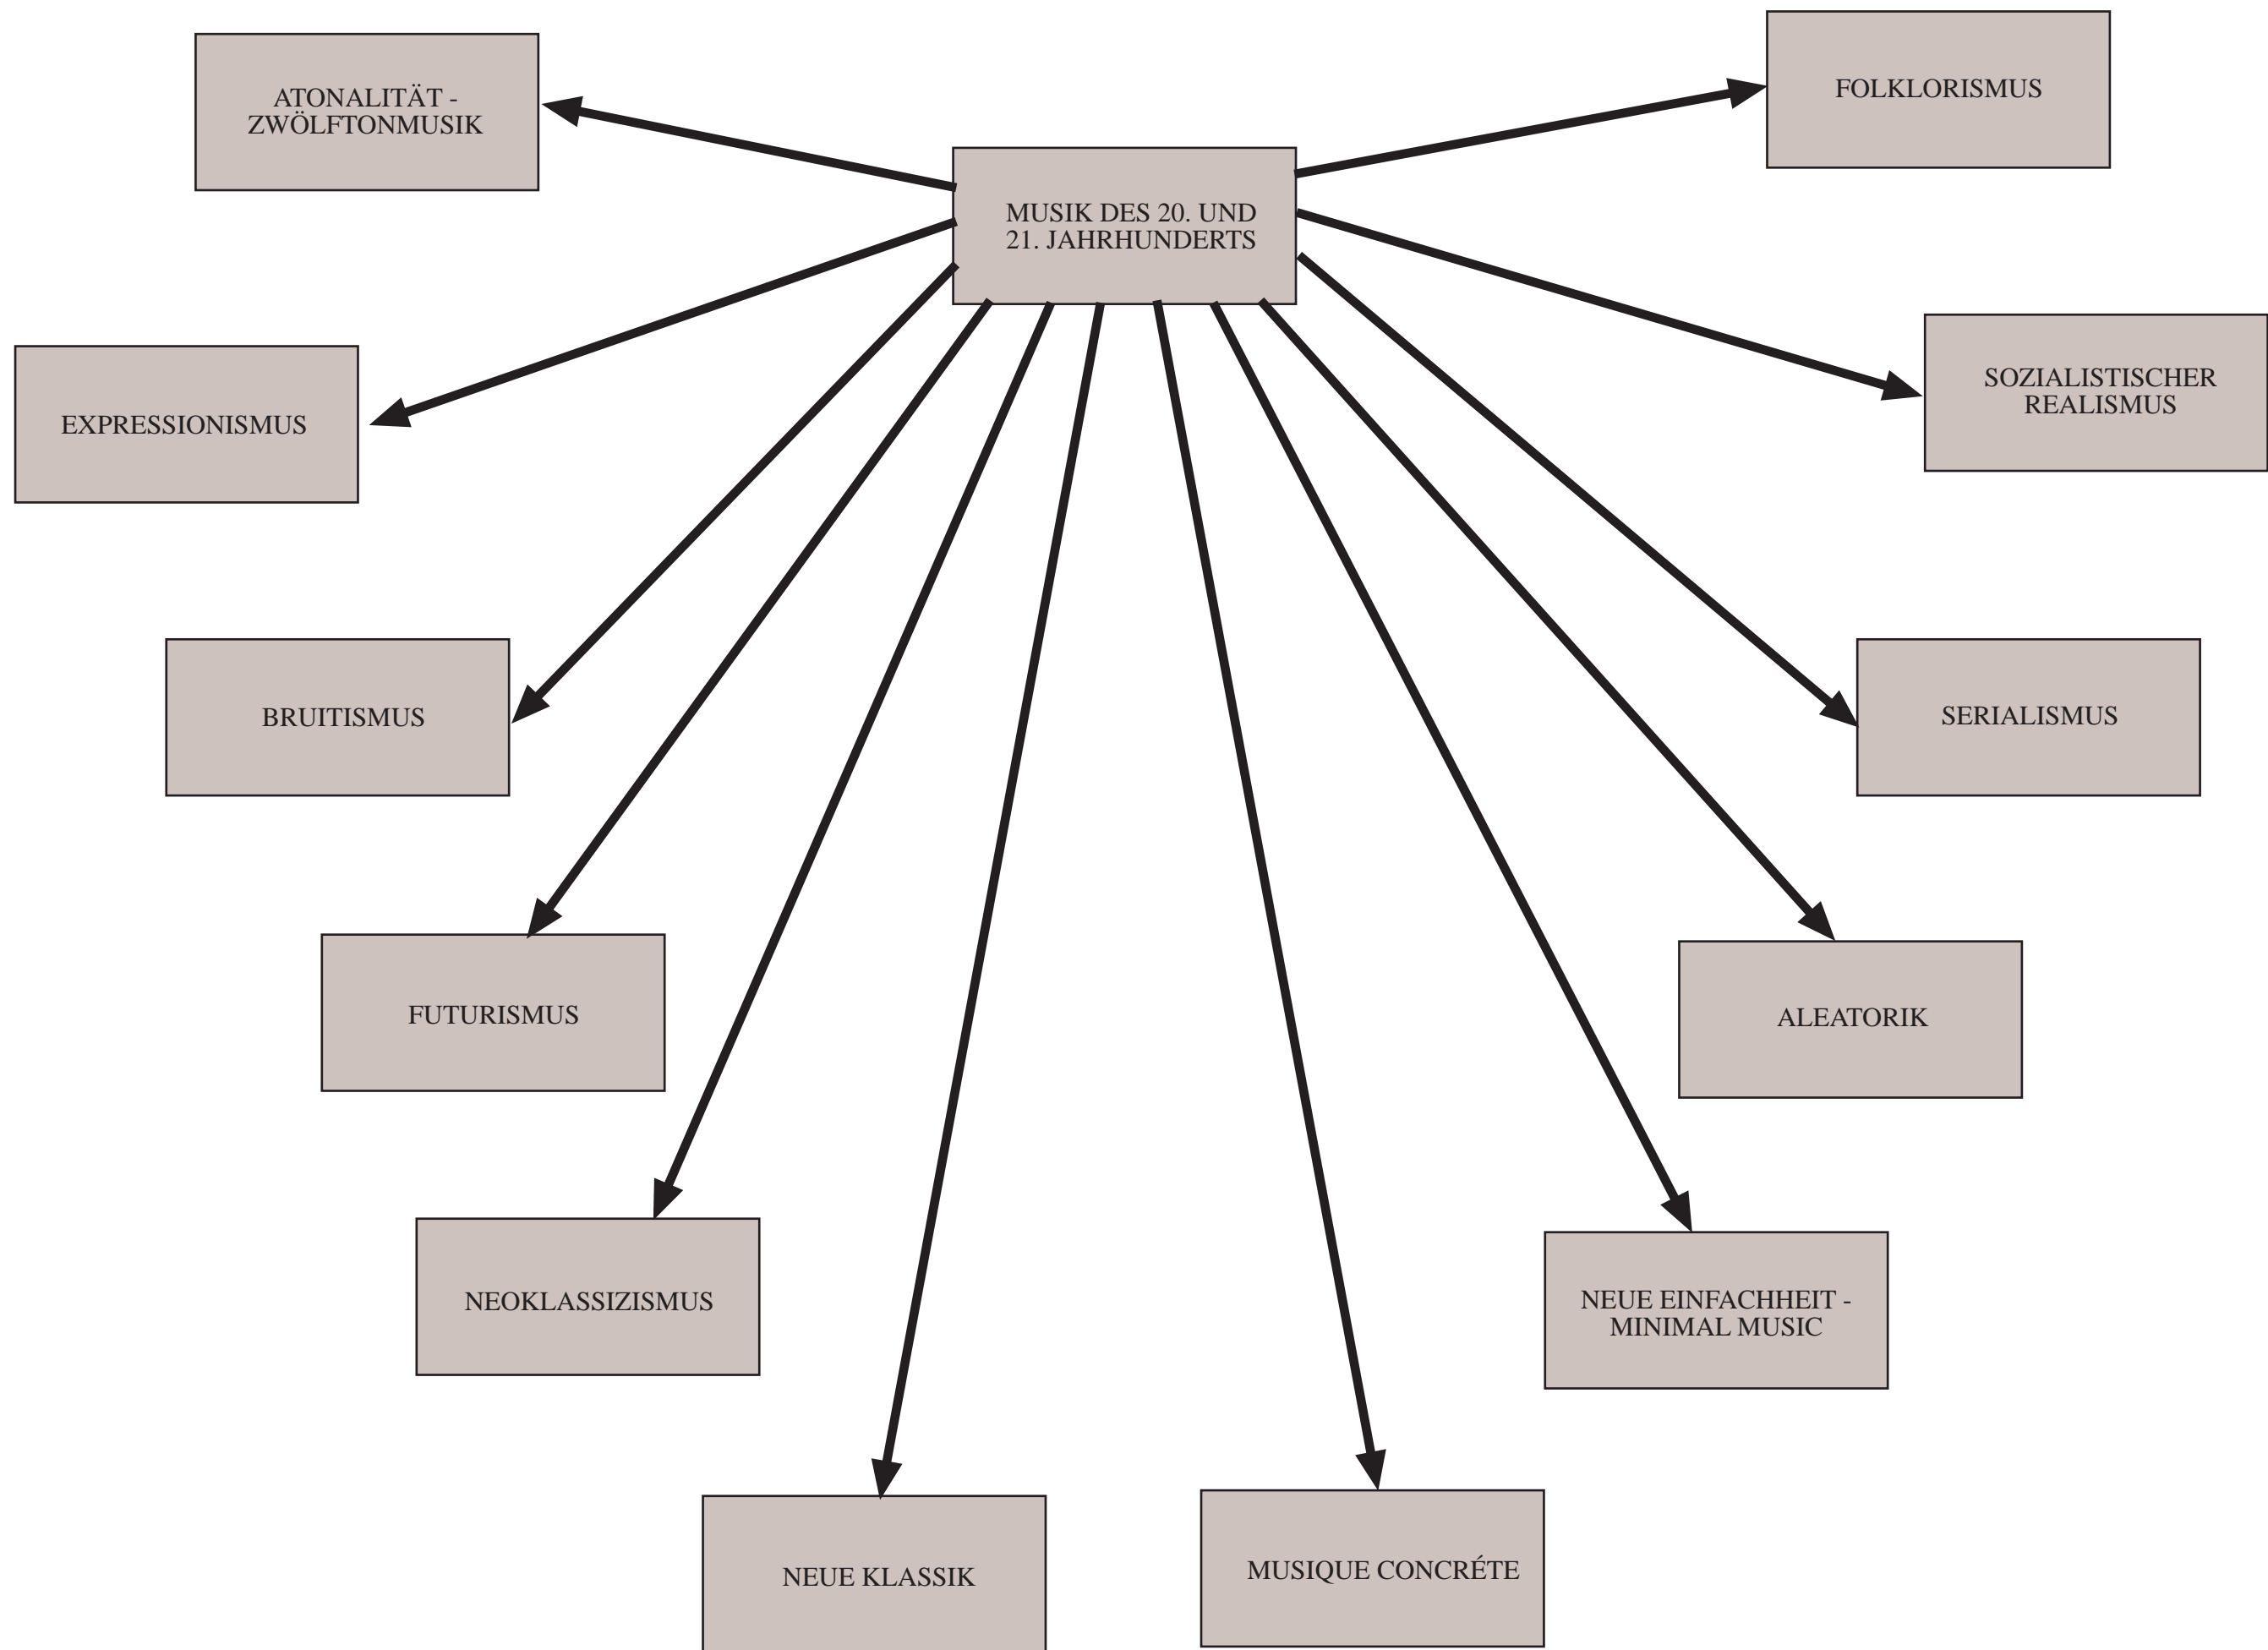 FOLKLORISMUS
ATONALITÄT -
ZWÖLFTONMUSIK
MUSIK DES 20. UND
21. JAHRHUNDERTS
SOZIALISTISCHER
REALISMUS
EXPRESSIONISMUS
BRUITISMUS
SERIALISMUS
FUTURISMUS
ALEATORIK
NEOKLASSIZISMUS
NEUE EINFACHHEIT -
MINIMAL MUSIC
NEUE KLASSIK
MUSIQUE CONCRÉTE